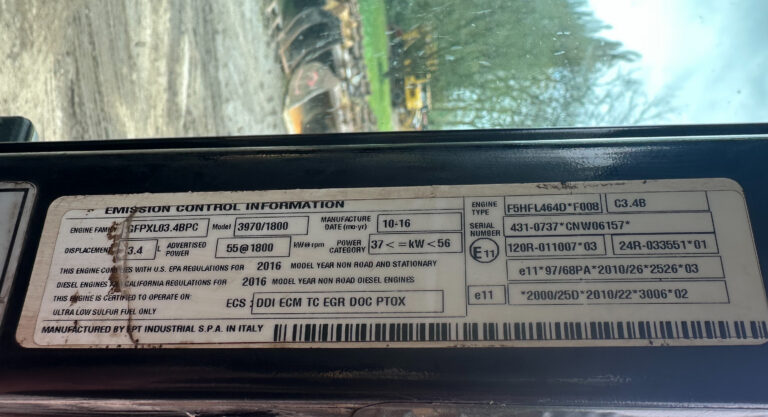 EMISSION CONTROL INFORMATION
ENGINE FAMILY GFPXL03.4BPC Model 3970/1800 MANUFACTURE DATE (mo-yr) 10-16
DISPLACEMENT 3.4 L ADVERTISED POWER 55@1800 kW@rpm POWER CATEGORY 37 <=kW <56
THIS ENGINE COMPLIES WITH U.S. EPA REGULATIONS FOR 2016 MODEL YEAR NON ROAD AND STATIONARY
DIESEL ENGINES AND CALIFORNIA REGULATIONS FOR 2016 MODEL YEAR NON ROAD DIESEL ENGINES
THIS ENGINE IS CERTIFIED TO OPERATE ON
ULTRA LOW SULFUR FUEL ONLY
ECS : DDI ECM TC EGR DOC PTOX
MANUFACTURED BY FPT INDUSTRIAL S.P.A. IN ITALY
ENGINE TYPE F5HFL464D*F008 C3.4B
SERIAL NUMBER 431-0737*CNW06157*
E11 120R-011007*03 24R-033551*01
e11*97/68PA*2010/26*2526*03
e11 *2000/25D*2010/22*3006*02